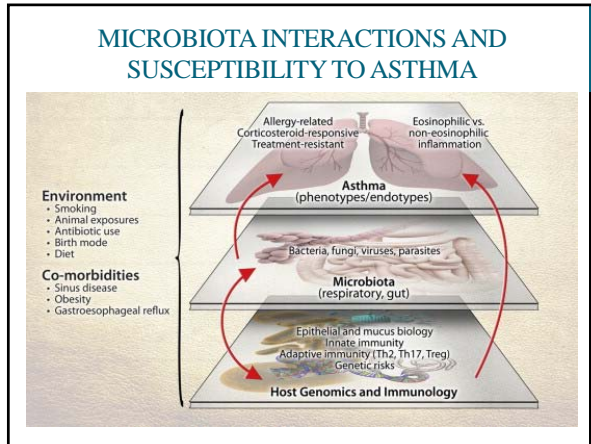 MICROBIOTA INTERACTIONS AND
SUSCEPTIBILITY TO ASTHMA
Environment
• Smoking
• Animal exposures
• Antibiotic use
• Birth mode
• Diet
Co-morbidities
• Sinus disease
• Obesity
• Gastroesophageal reflux
Allergy-related
Corticosteroid-responsive
Treatment-resistant
Eosinophilic vs.
non-eosinophilic
inflammation
Asthma
(phenotypes/endotypes)
Bacteria, fungi, viruses, parasites
Microbiota
(respiratory, gut)
Epithelial and mucus biology
Innate immunity
Adaptive immunity (Th2, Th17, Treg)
Genetic risks
Host Genomics and Immunology